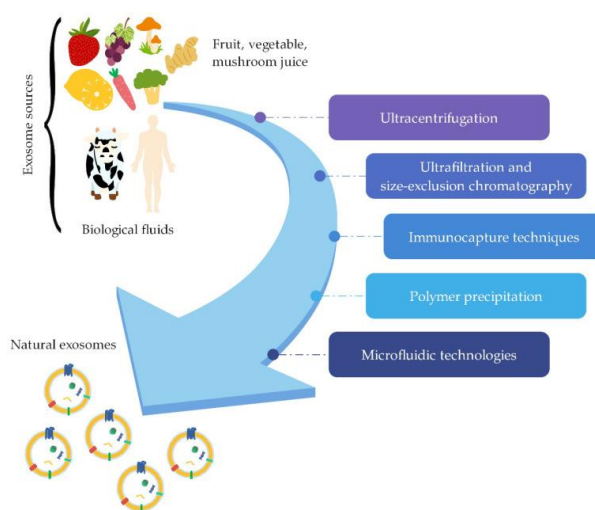 Fruit, vegetable,
mushroom juice
Exosome sources
Biological fluids
Ultracentrifugation
Ultrafiltration and
size-exclusion chromatography
Immunocapture techniques
Polymer precipitation
Microfluidic technologies
Natural exosomes